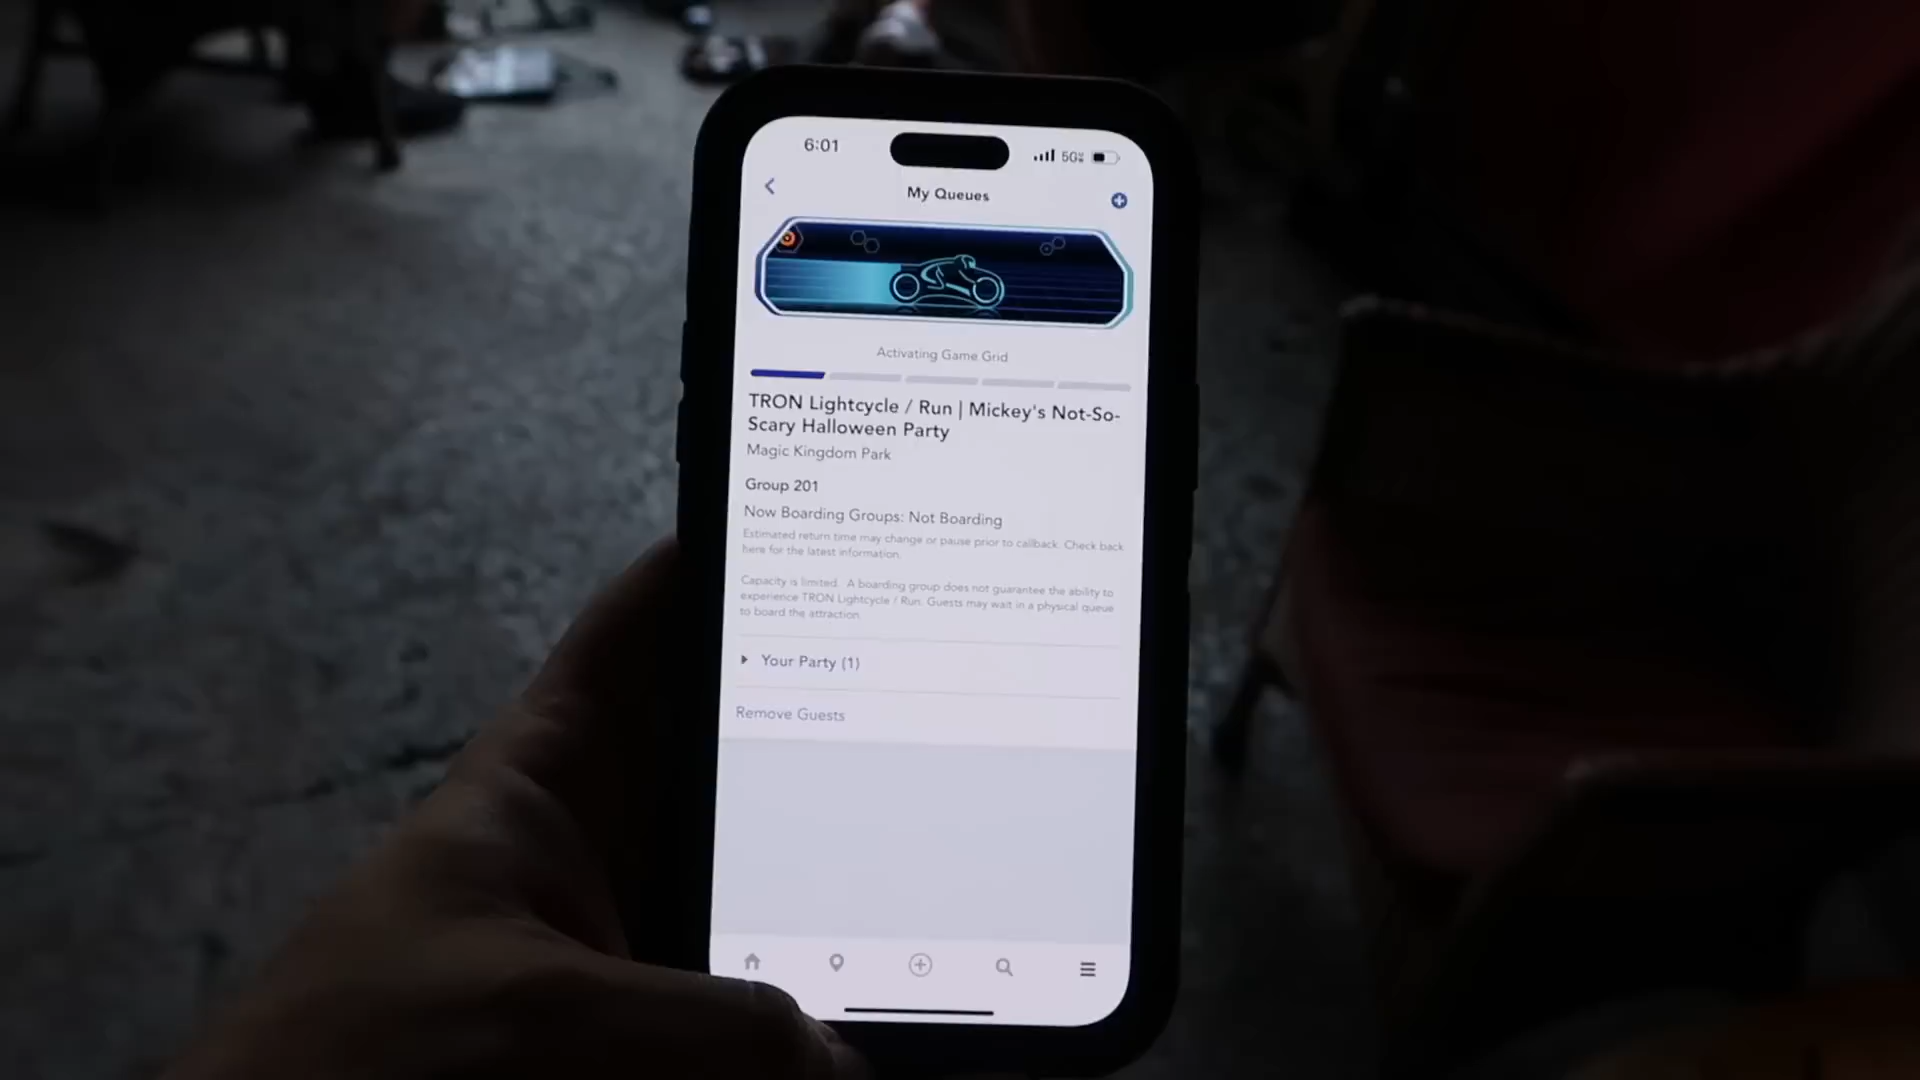 6:01
5G
My Queues
Activating Game Grid
TRON Lightcycle / Run | Mickey's Not-So-
Scary Halloween Party
Magic Kingdom Park
Group 201
Now Boarding Groups: Not Boarding
Estimated return time may change or pause prior to callback. Check back
here for the latest information.
Capacity is limited. A boarding group does not guarantee the ability to
experience TRON Lightcycle / Run. Guests may wait in a physical queue
to board the attraction.
Your Party (1)
Remove Guests